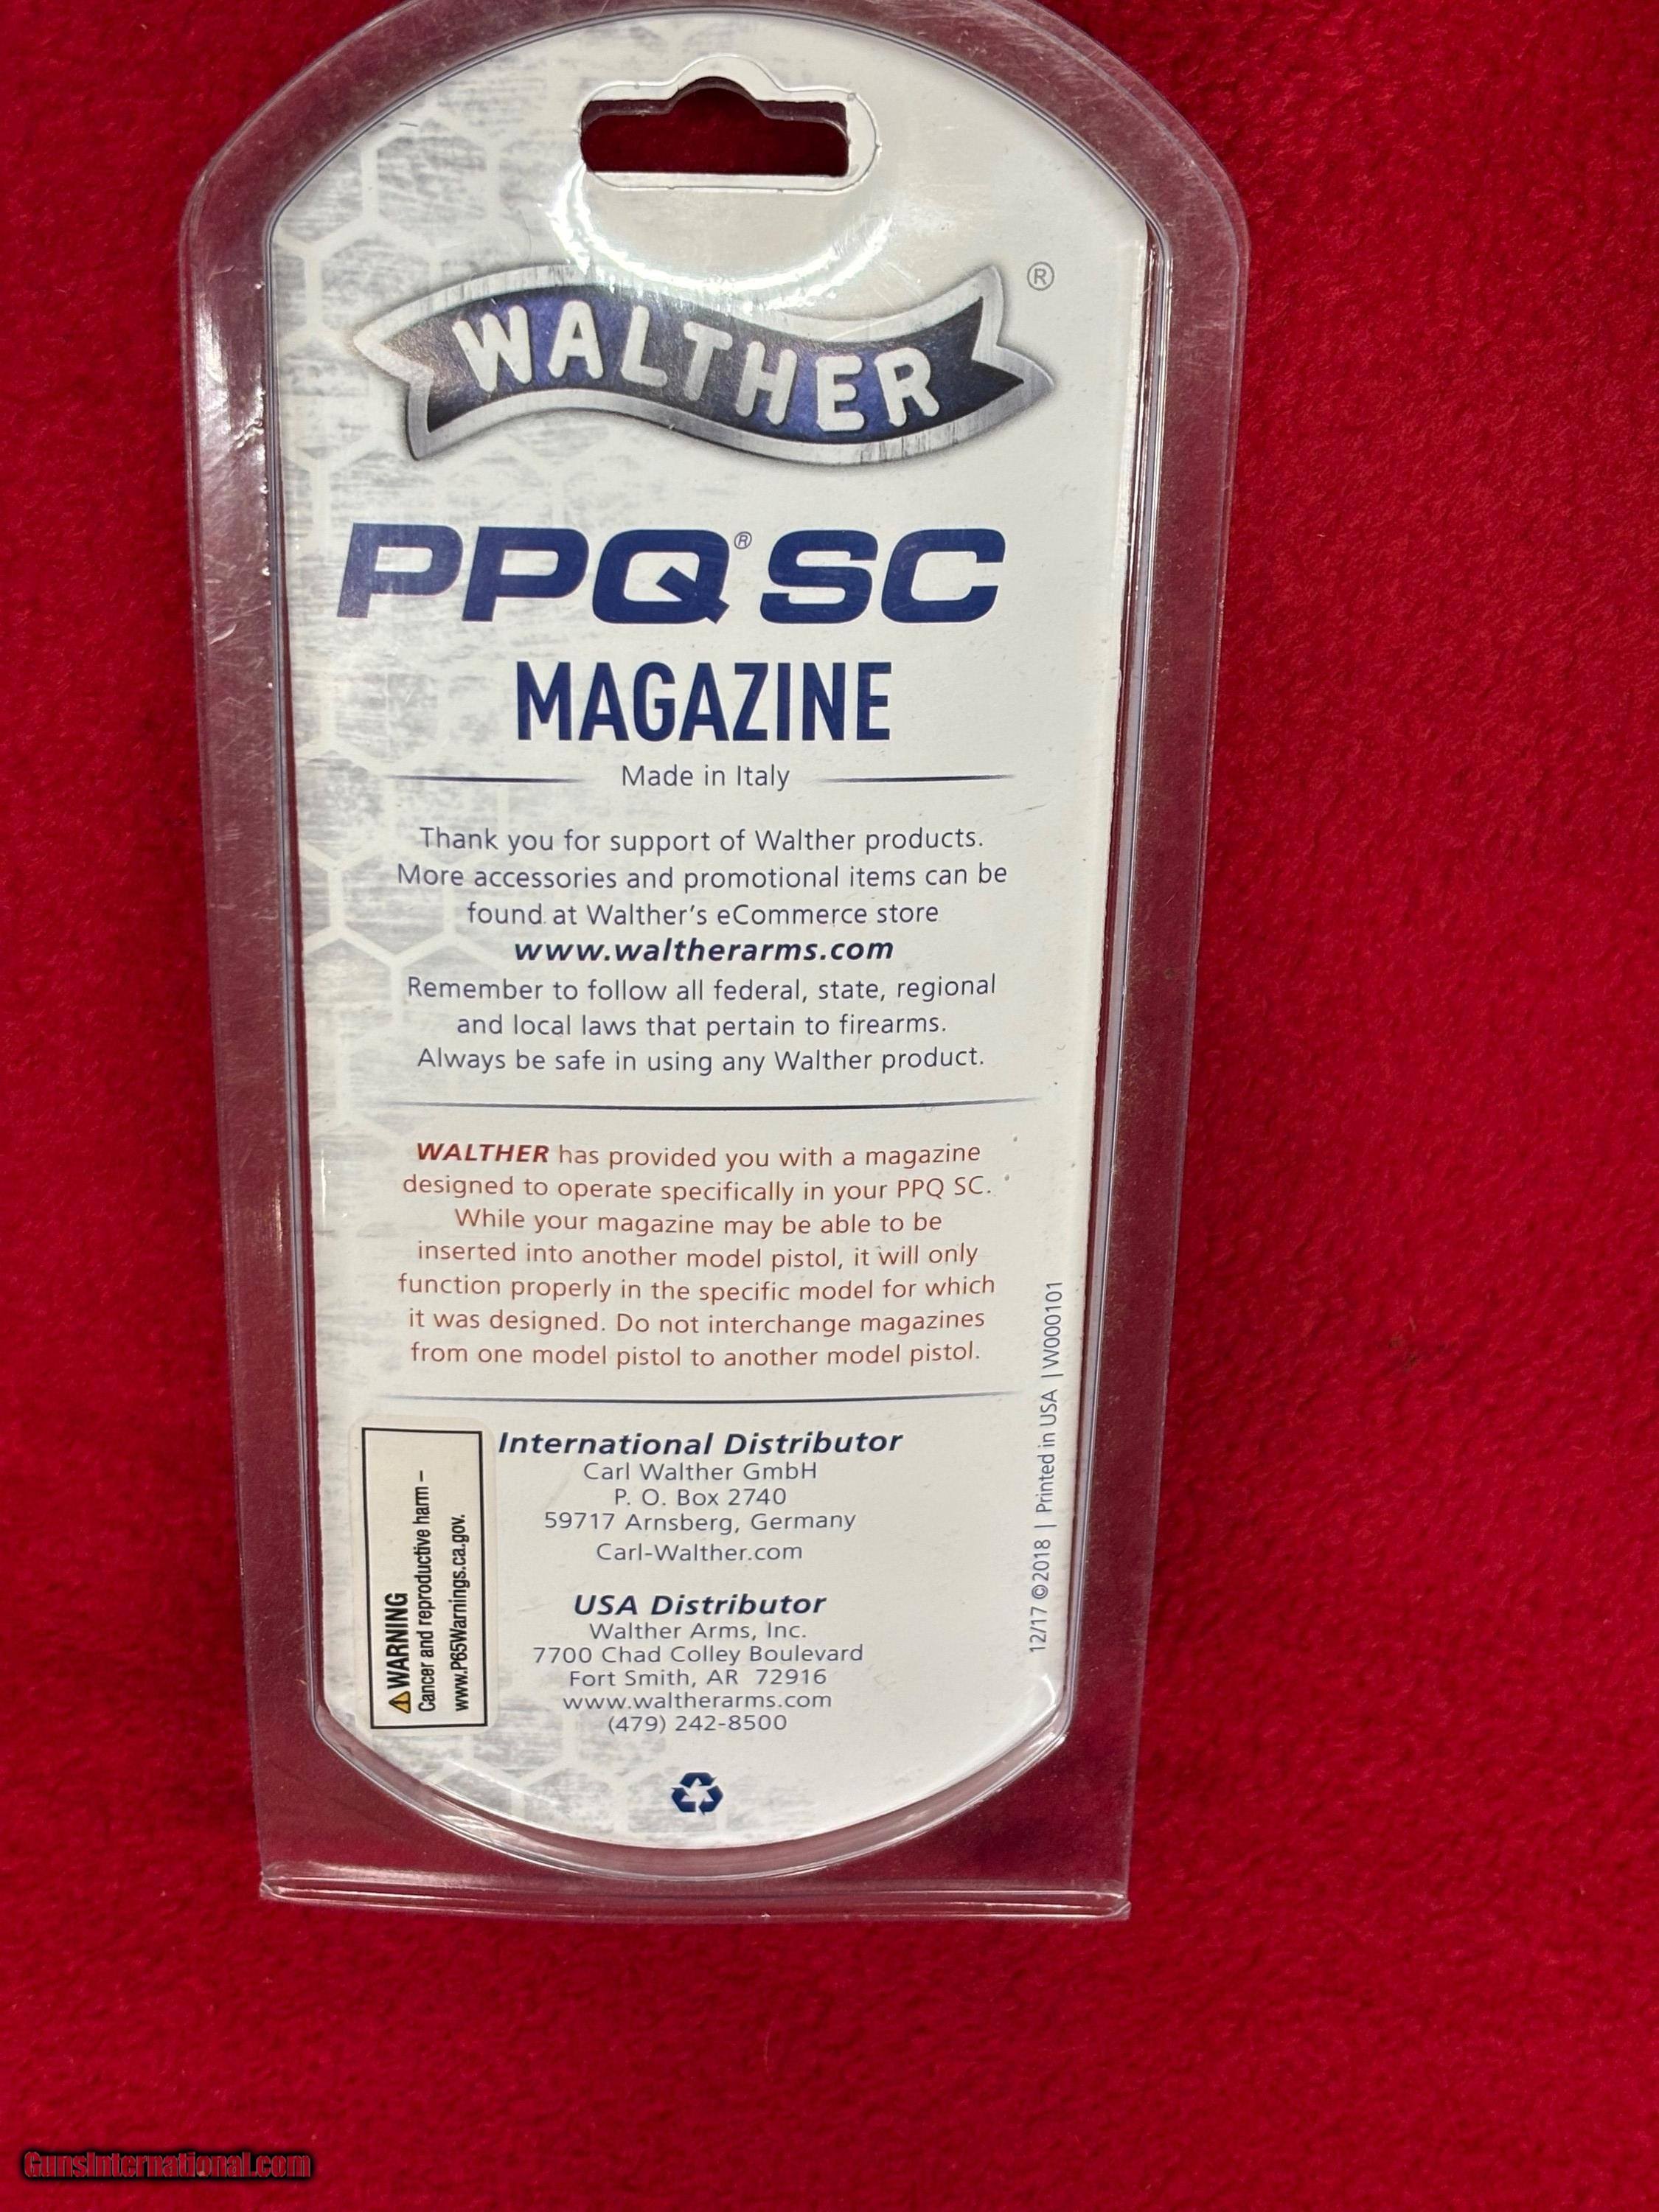 WALTHER ®
PPQ® SC
MAGAZINE
Made in Italy
Thank you for support of Walther products.
More accessories and promotional items can be
found at Walther's eCommerce store
www.waltherarms.com
Remember to follow all federal, state, regional
and local laws that pertain to firearms.
Always be safe in using any Walther product.
WALTHER has provided you with a magazine
designed to operate specifically in your PPQ SC.
While your magazine may be able to be
inserted into another model pistol, it will only
function properly in the specific model for which
it was designed. Do not interchange magazines
from one model pistol to another model pistol.
International Distributor
Carl Walther GmbH
P. O. Box 2740
59717 Arnsberg, Germany
Carl-Walther.com
USA Distributor
Walther Arms, Inc.
7700 Chad Colley Boulevard
Fort Smith, AR 72916
www.waltherarms.com
(479) 242-8500
⚠WARNING
Cancer and reproductive harm –
www.P65Warnings.ca.gov.
12/17 ©2018 | Printed in USA | W000101
GunsInternational.com